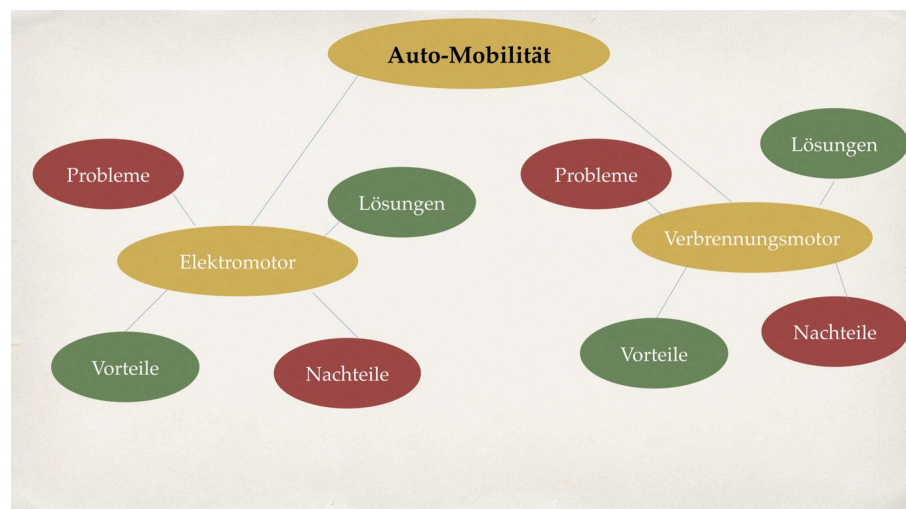 Auto-Mobilität
Probleme
Lösungen
Elektromotor
Vorteile
Nachteile
Probleme
Lösungen
Verbrennungsmotor
Vorteile
Nachteile